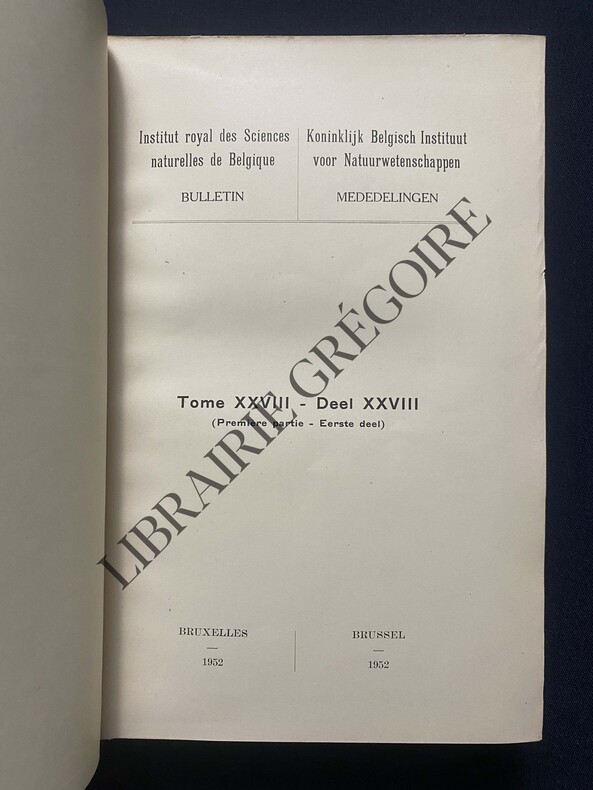 Institut royal des Sciences
naturelles de Belgique
BULLETIN
Koninklijk Belgisch Instituut
voor Natuurwetenschappen
MEDEDELINGEN
LIBRAIRIE GRÉGOIRE
Tome XXVIII - Deel XXVIII
(Première partie - Eerste deel)
BRUXELLES
—
1952
BRUSSEL
—
1952